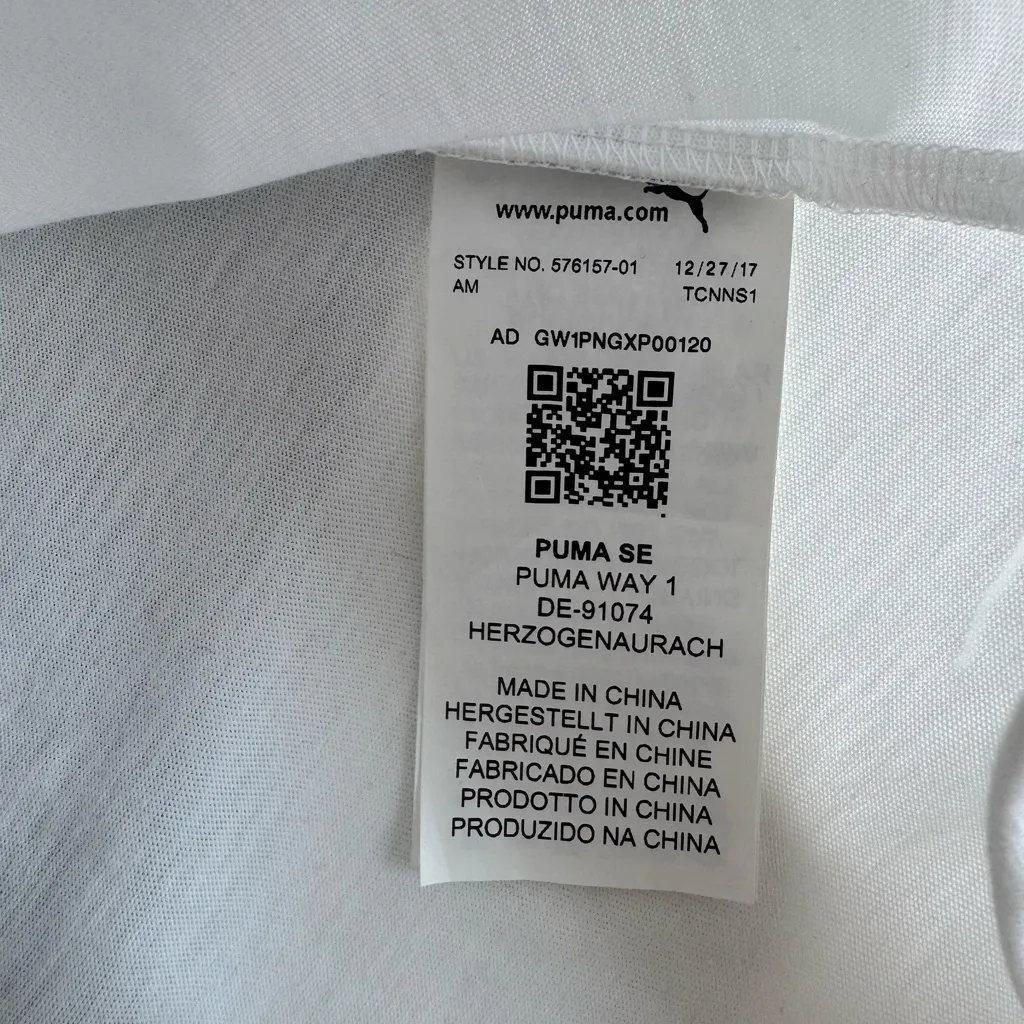 www.puma.com
STYLE NO. 576157-01 12/27/17
AM TCNNS1
AD GW1PNGXP00120
PUMA SE
PUMA WAY 1
DE-91074
HERZOGENAURACH
MADE IN CHINA
HERGESTELLT IN CHINA
FABRIQUÉ EN CHINE
FABRICADO EN CHINA
PRODOTTO IN CHINA
PRODUZIDO NA CHINA